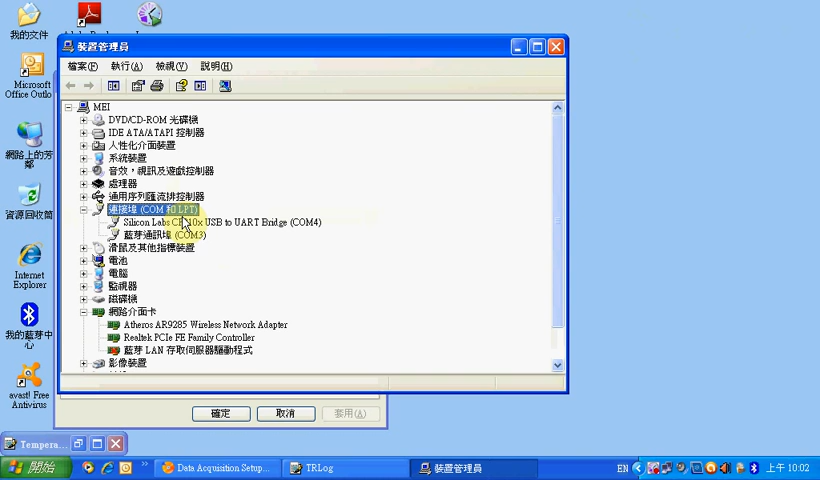 我的文件
Microsoft
Office Outlo
網路上的芳
鄰
資源回收筒
Internet
Explorer
我的藍芽中
心
avast! Free
Antivirus
裝置管理員
檔案(F) 執行(A) 檢視(V) 說明(H)
MEI
DVD/CD-ROM 光碟機
IDE ATA/ATAPI 控制器
人性化介面裝置
系統裝置
音效，視訊及遊戲控制器
處理器
通用序列匯流排控制器
連接埠 (COM 和 LPT)
Silicon Labs CP210x USB to UART Bridge (COM4)
藍芽通訊埠 (COM3)
滑鼠及其他指標裝置
電池
電腦
監視器
磁碟機
網路介面卡
Atheros AR9285 Wireless Network Adapter
Realtek PCIe FE Family Controller
藍芽 LAN 存取伺服器驅動程式
影像裝置
確定 取消 套用(A)
Tempera...
開始 Data Acquisition Setup... TRLog 裝置管理員 EN 上午 10:02